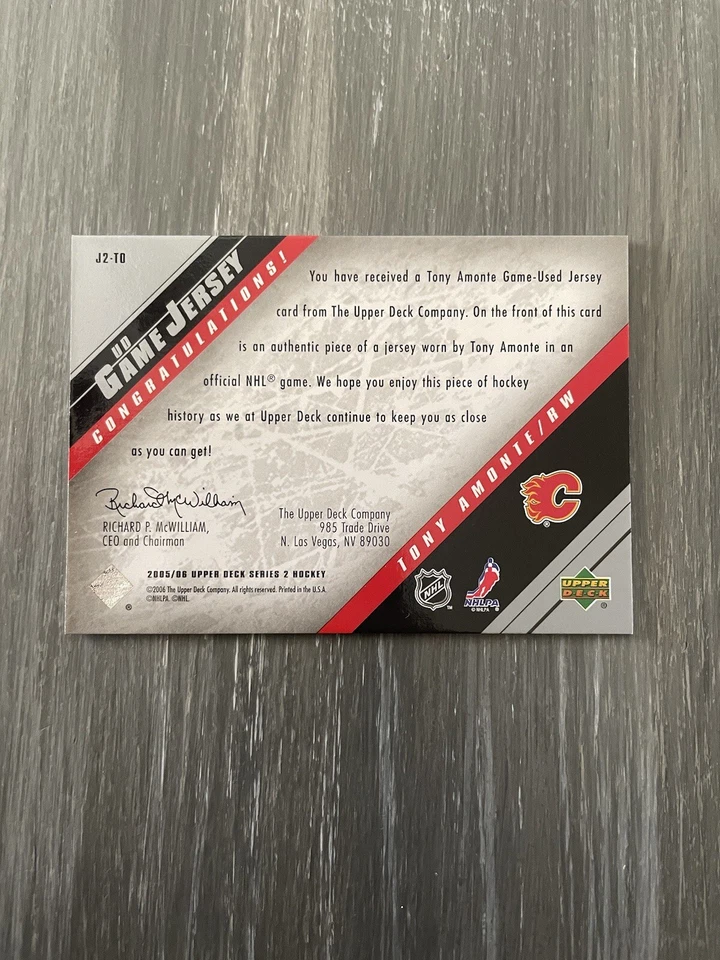 J2-TO
UD
GAME JERSEY
CONGRATULATIONS!
You have received a Tony Amonte Game-Used Jersey
card from The Upper Deck Company. On the front of this card
is an authentic piece of a jersey worn by Tony Amonte in an
official NHL® game. We hope you enjoy this piece of hockey
history as we at Upper Deck continue to keep you as close
as you can get!
Richard McWilliam
RICHARD P. McWILLIAM,
CEO and Chairman
The Upper Deck Company
985 Trade Drive
N. Las Vegas, NV 89030
TONY AMONTE/RW
C
®
2005/06 UPPER DECK SERIES 2 HOCKEY
©2006 The Upper Deck Company. All rights reserved. Printed in the U.S.A.
©NHLPA. ©NHL.
®
NHL
™
NHLPA
®
UPPER
DECK
®